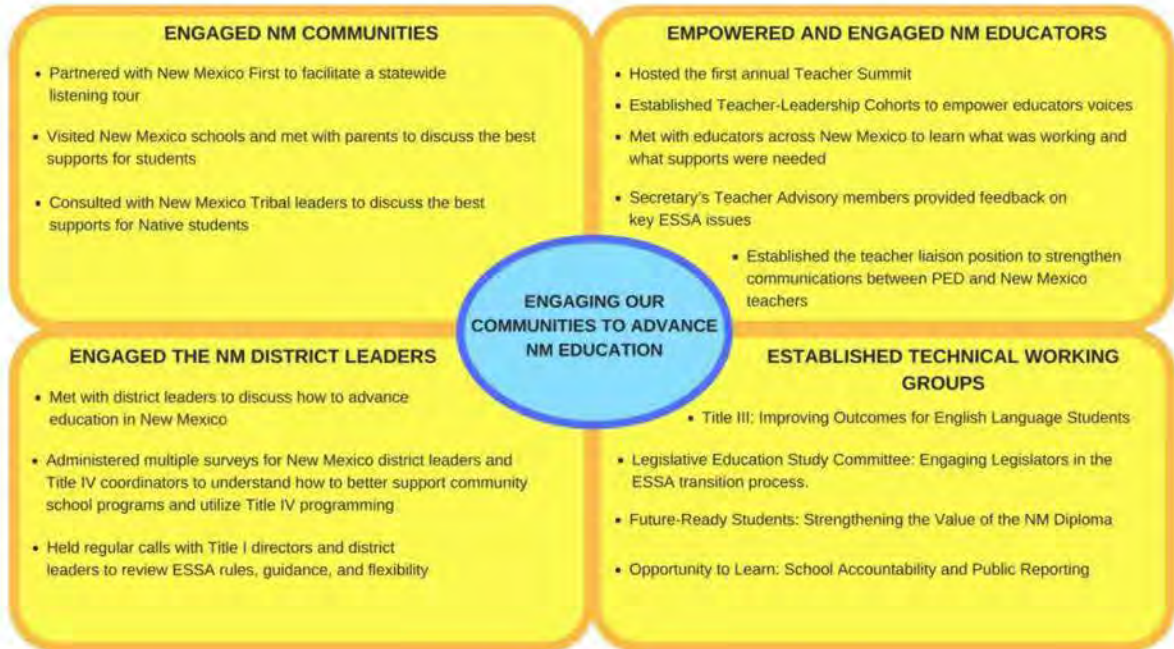 ENGAGED NM COMMUNITIES
• Partnered with New Mexico First to facilitate a statewide
listening tour
• Visited New Mexico schools and met with parents to discuss the best
supports for students
• Consulted with New Mexico Tribal leaders to discuss the best
supports for Native students
EMPOWERED AND ENGAGED NM EDUCATORS
• Hosted the first annual Teacher Summit
• Established Teacher-Leadership Cohorts to empower educators voices
• Met with educators across New Mexico to learn what was working and
what supports were needed
• Secretary's Teacher Advisory members provided feedback on
key ESSA issues
• Established the teacher liaison position to strengthen
communications between PED and New Mexico
teachers
ENGAGING OUR
COMMUNITIES TO ADVANCE
NM EDUCATION
ENGAGED THE NM DISTRICT LEADERS
• Met with district leaders to discuss how to advance
education in New Mexico
• Administered multiple surveys for New Mexico district leaders and
Title IV coordinators to understand how to better support community
school programs and utilize Title IV programming
• Held regular calls with Title I directors and district
leaders to review ESSA rules, guidance, and flexibility
ESTABLISHED TECHNICAL WORKING
GROUPS
• Title III: Improving Outcomes for English Language Students
• Legislative Education Study Committee: Engaging Legislators in the
ESSA transition process.
• Future-Ready Students: Strengthening the Value of the NM Diploma
• Opportunity to Learn: School Accountability and Public Reporting